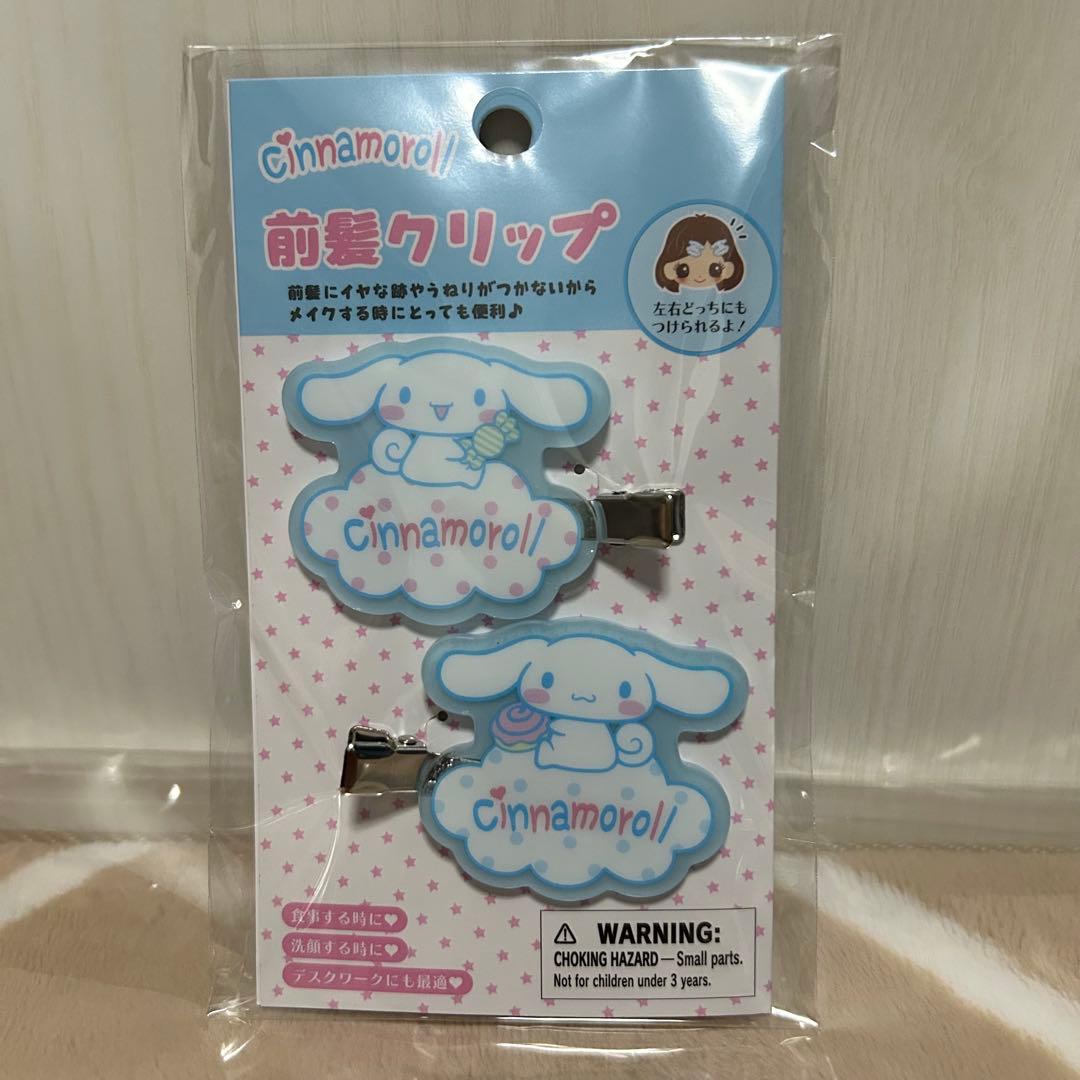 cinnamoroll
前髪クリップ
前髪にイヤな跡やうねりがつかないから
メイクする時にとっても便利♪
左右どっちにも
つけられるよ!
cinnamoroll
cinnamoroll
食事する時に♥
洗顔する時に♥
デスクワークにも最適♥
⚠ WARNING:
CHOKING HAZARD — Small parts.
Not for children under 3 years.